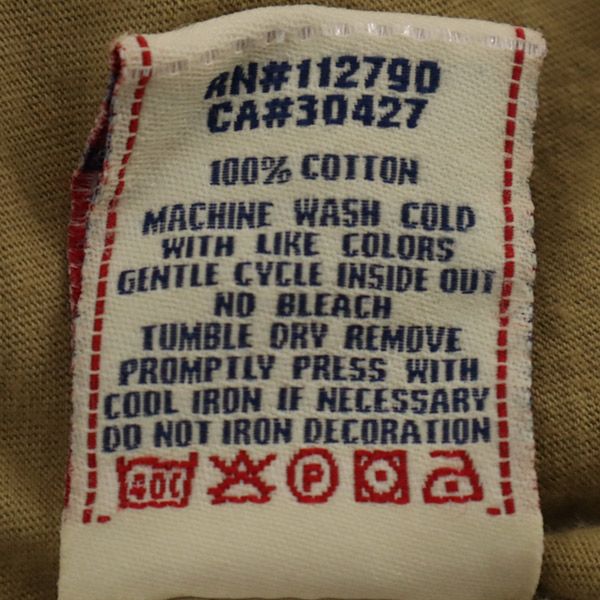 RN#112790
CA#30427
100% COTTON
MACHINE WASH COLD
WITH LIKE COLORS
GENTLE CYCLE INSIDE OUT
NO BLEACH
TUMBLE DRY REMOVE
PROMPTLY PRESS WITH
COOL IRON IF NECESSARY
DO NOT IRON DECORATION
40C P